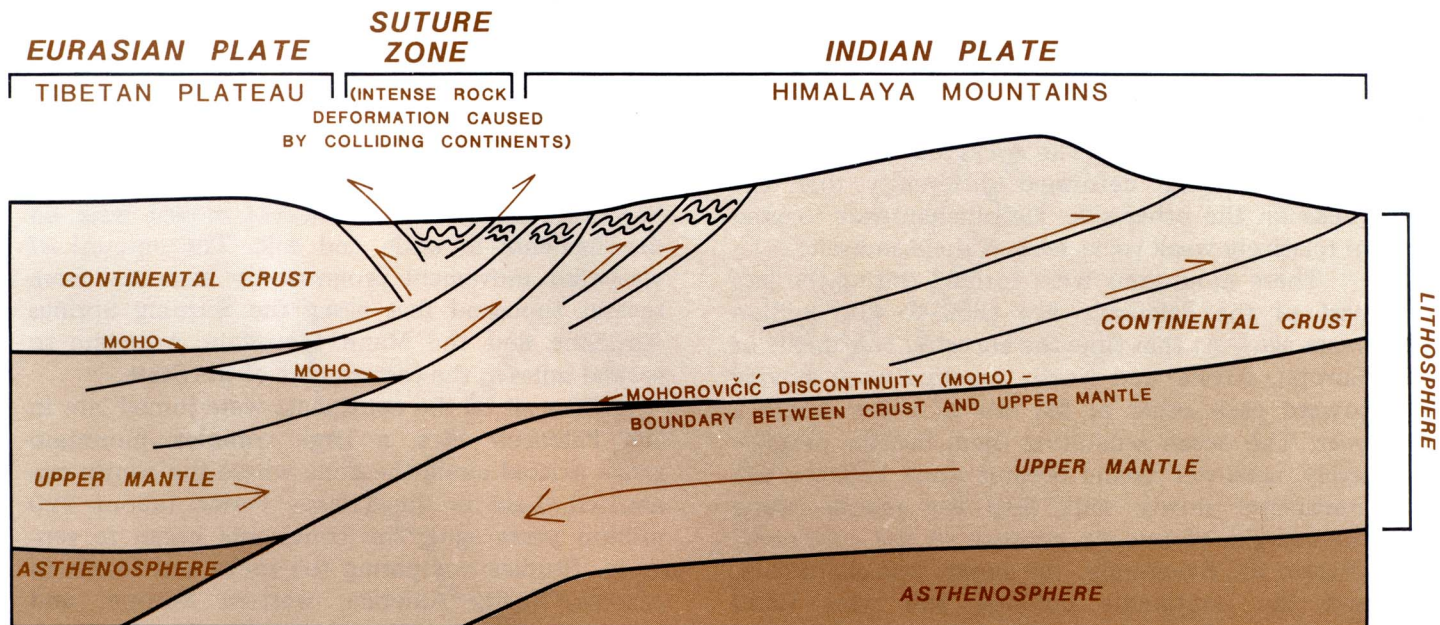 EURASIAN PLATE
SUTURE
ZONE
INDIAN PLATE
TIBETAN PLATEAU
(INTENSE ROCK
DEFORMATION CAUSED
BY COLLIDING CONTINENTS)
HIMALAYA MOUNTAINS
CONTINENTAL CRUST
CONTINENTAL CRUST
LITHOSPHERE
MOHO
MOHO
MOHOROVIČIĆ DISCONTINUITY (MOHO) –
BOUNDARY BETWEEN CRUST AND UPPER MANTLE
UPPER MANTLE
UPPER MANTLE
ASTHENOSPHERE
ASTHENOSPHERE